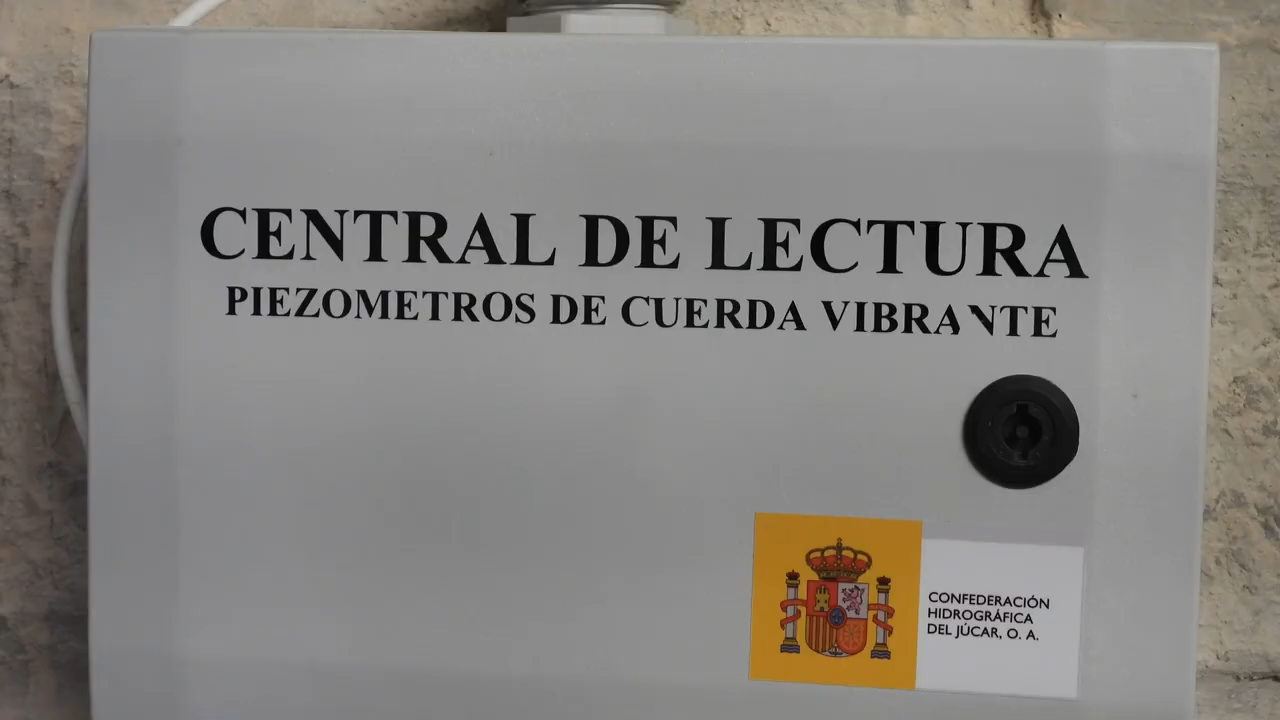 CENTRAL DE LECTURA
PIEZOMETROS DE CUERDA VIBRANTE
CONFEDERACIÓN
HIDROGRÁFICA
DEL JÚCAR, O. A.